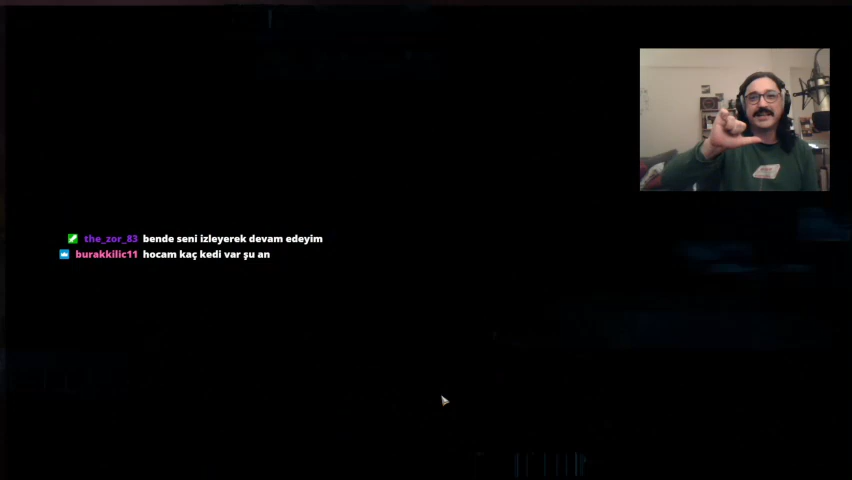 the_zor_83 bende seni izleyerek devam edeyim
burakkilic11 hocam kaç kedi var şu an